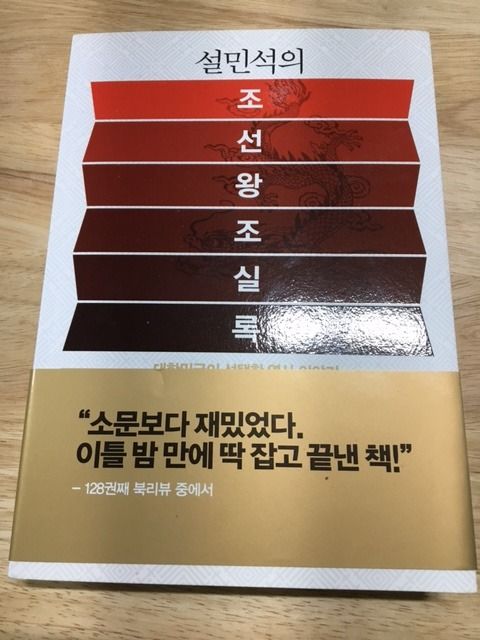 설민석의
조
선
왕
조
실
록
“소문보다 재밌었다.
이틀 밤 만에 딱 잡고 끝낸 책!”
– 128권째 북리뷰 중에서